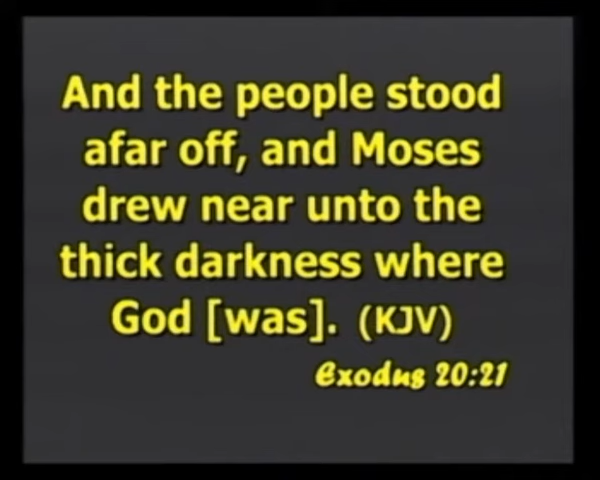 And the people stood
afar off, and Moses
drew near unto the
thick darkness where
God [was]. (KJV)
Exodus 20:21